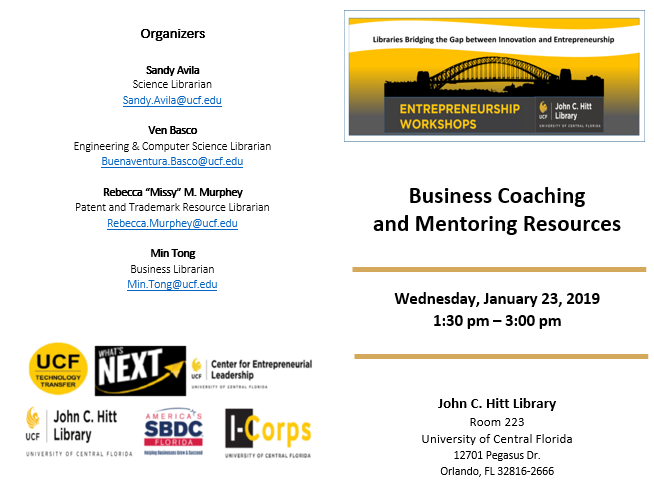 Organizers
Sandy Avila
Science Librarian
Sandy.Avila@ucf.edu
Ven Basco
Engineering & Computer Science Librarian
Buenaventura.Basco@ucf.edu
Rebecca “Missy” M. Murphey
Patent and Trademark Resource Librarian
Rebecca.Murphey@ucf.edu
Min Tong
Business Librarian
Min.Tong@ucf.edu
UCF
TECHNOLOGY
TRANSFER
WHAT'S
NEXT
UCF
Center for Entrepreneurial
Leadership
UNIVERSITY OF CENTRAL FLORIDA
UCF
John C. Hitt
Library
UNIVERSITY OF CENTRAL FLORIDA
AMERICA'S
SBDC
FLORIDA
Helping Businesses Grow & Succeed
I-Corps
UNIVERSITY OF CENTRAL FLORIDA
Libraries Bridging the Gap between Innovation and Entrepreneurship
ENTREPRENEURSHIP
WORKSHOPS
UCF
John C. Hitt
Library
UNIVERSITY OF CENTRAL FLORIDA
Business Coaching
and Mentoring Resources
Wednesday, January 23, 2019
1:30 pm – 3:00 pm
John C. Hitt Library
Room 223
University of Central Florida
12701 Pegasus Dr.
Orlando, FL 32816-2666